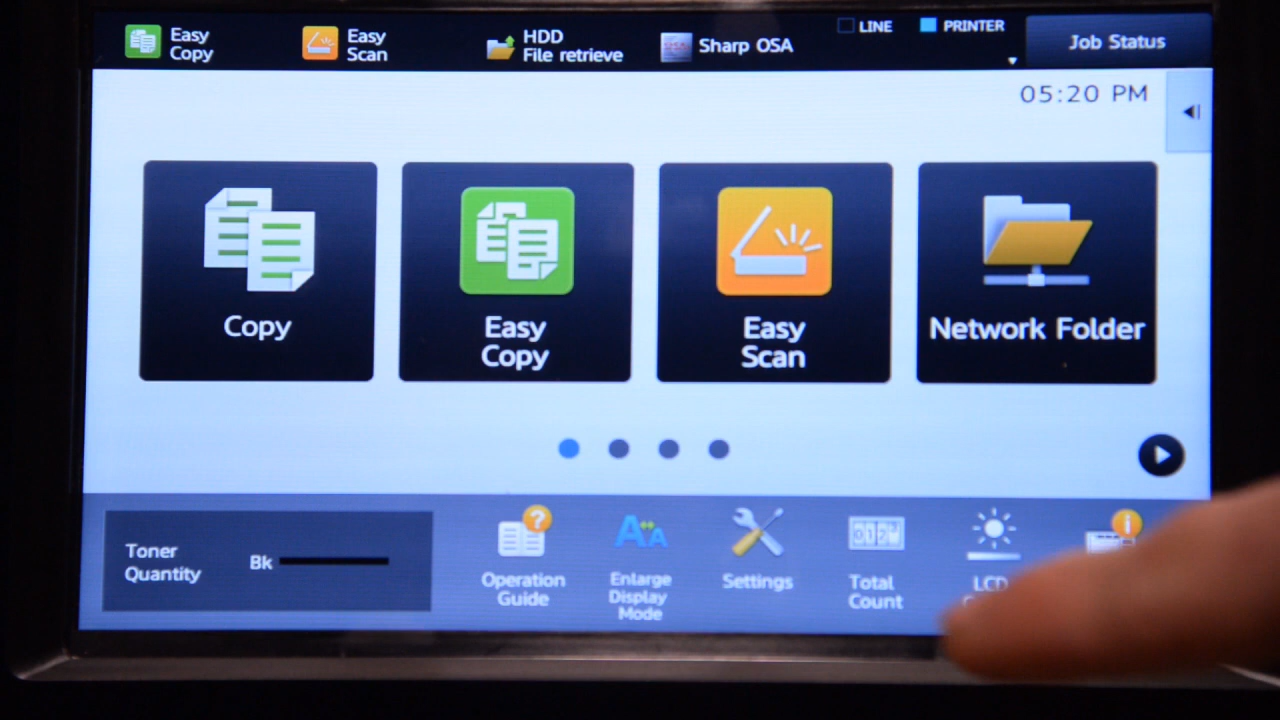 Easy
Copy
Easy
Scan
HDD
File retrieve
Sharp OSA
LINE
PRINTER
Job Status
05:20 PM
Copy
Easy
Copy
Easy
Scan
Network Folder
Toner
Quantity
Bk
Operation
Guide
Enlarge
Display
Mode
Settings
Total
Count
LCD